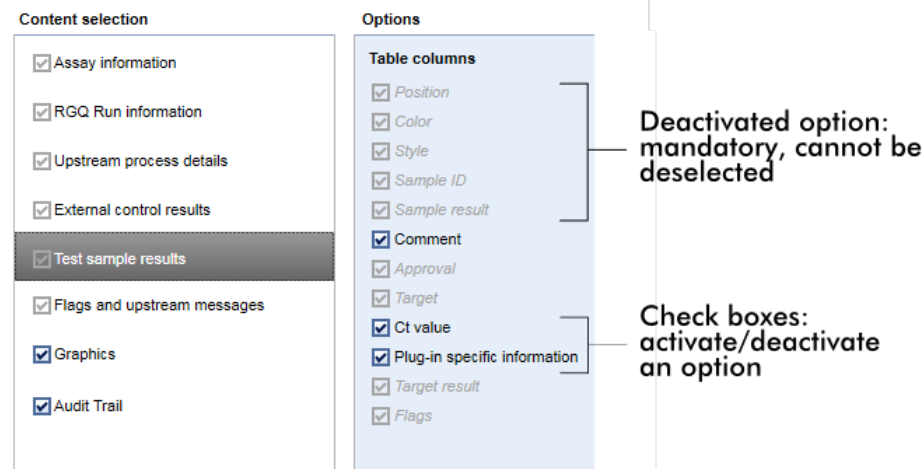 Content selection
Assay information
RGQ Run information
Upstream process details
External control results
Test sample results
Flags and upstream messages
Graphics
Audit Trail
Options
Table columns
Position
Color
Style
Sample ID
Sample result
Comment
Approval
Target
Ct value
Plug-in specific information
Target result
Flags
Deactivated option:
mandatory, cannot be
deselected
Check boxes:
activate/deactivate
an option